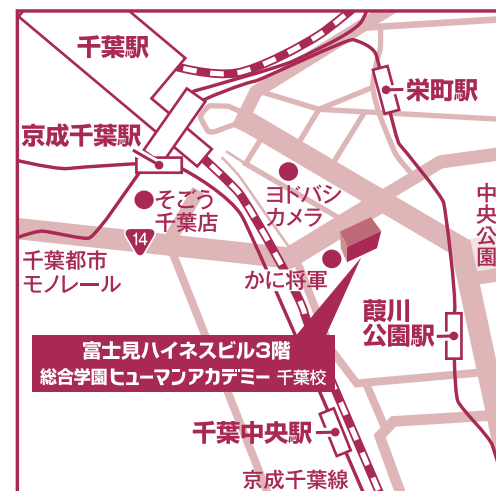 千葉駅
栄町駅
京成千葉駅
そごう
千葉店
ヨドバシ
カメラ
中央公園
14
千葉都市
モノレール
かに将軍
葭川
公園駅
富士見ハイネスビル3階
総合学園ヒューマンアカデミー 千葉校
千葉中央駅
京成千葉線